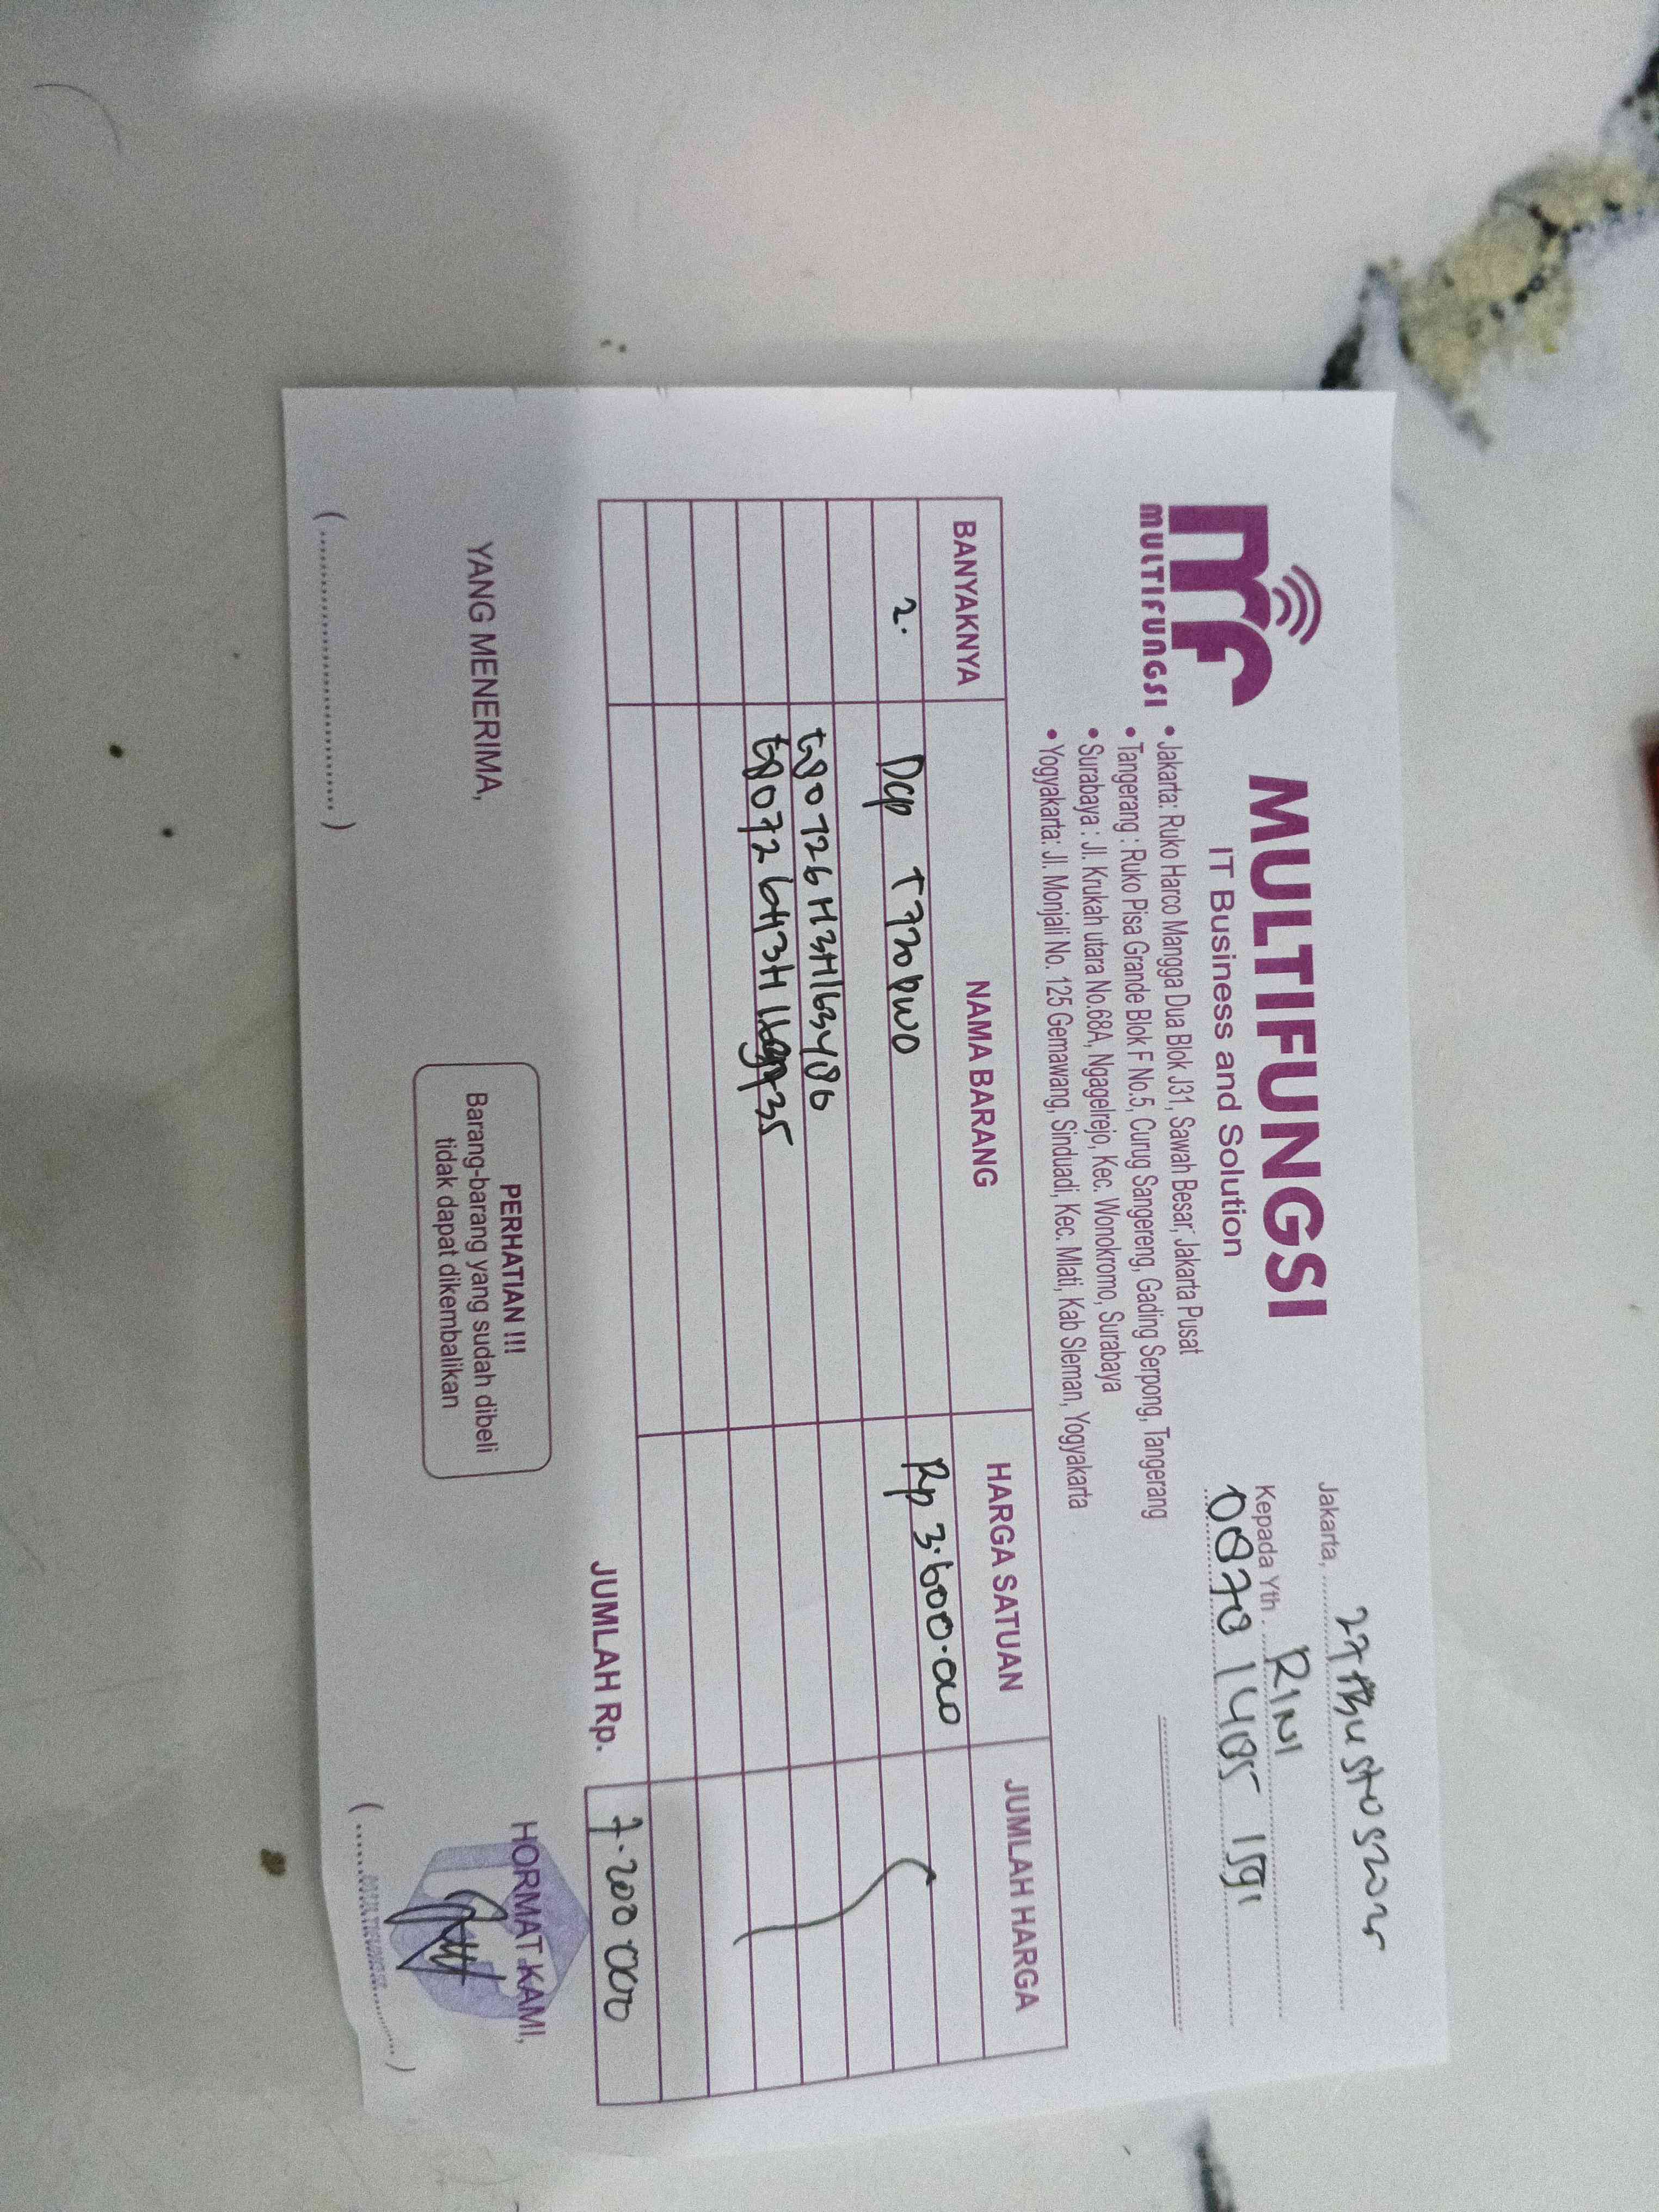 MULTIFUNGSI
MULTIFUNGSI
IT Business and Solution
• Jakarta: Ruko Harco Mangga Dua Blok J31, Sawah Besar, Jakarta Pusat
• Tangerang : Ruko Pisa Grande Blok F No.5, Curug Sangereng, Gading Serpong, Tangerang
• Surabaya : Jl. Krukah utara No.68A, Ngagelrejo, Kec. Wonokromo, Surabaya
• Yogyakarta: Jl. Monjali No. 125 Gemawang, Sinduadi, Kec. Mlati, Kab Sleman, Yogyakarta
Jakarta, 27
Kepada Yth. RINI
BANYAKNYA NAMA BARANG HARGA SATUAN JUMLAH HARGA
2. Dcp T720DW Rp 3.600.000
JUMLAH Rp. 7.200.000
YANG MENERIMA,
PERHATIAN !!!
Barang-barang yang sudah dibeli
tidak dapat dikembalikan
HORMAT KAMI,
(....................)
(....................)